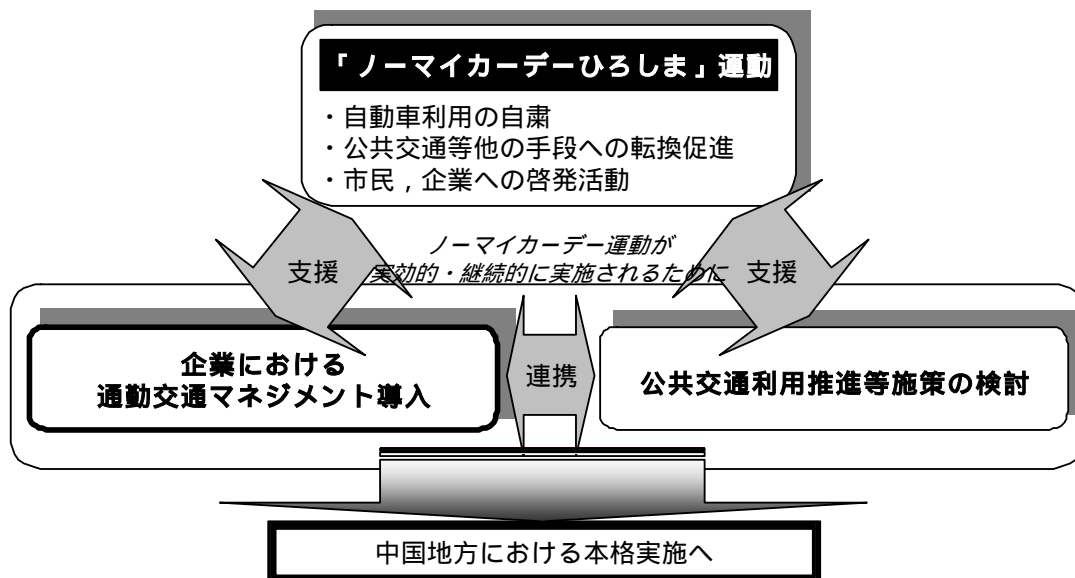 「ノーマイカーデーひろしま」運動
・自動車利用の自粛
・公共交通等他の手段への転換促進
・市民，企業への啓発活動
ノーマイカーデー運動が
実効的・継続的に実施されるために
支援
支援
企業における
通勤交通マネジメント導入
連携
公共交通利用推進等施策の検討
中国地方における本格実施へ